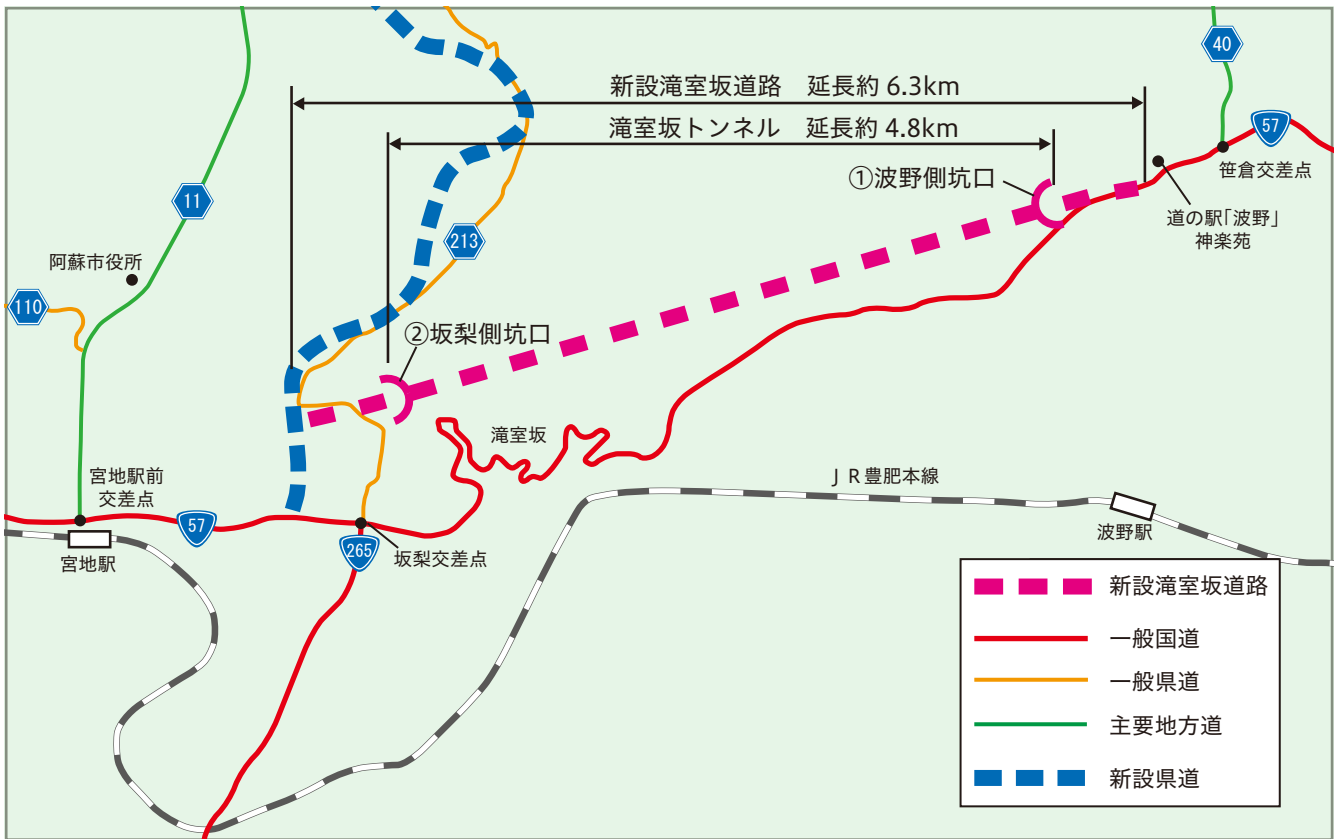 新設滝室坂道路 延長約 6.3km
滝室坂トンネル 延長約 4.8km
40
57
①波野側坑口
笹倉交差点
道の駅「波野」
神楽苑
11
213
阿蘇市役所
110
②坂梨側坑口
滝室坂
宮地駅前
交差点
57
宮地駅
265
坂梨交差点
JR豊肥本線
波野駅
新設滝室坂道路
一般国道
一般県道
主要地方道
新設県道